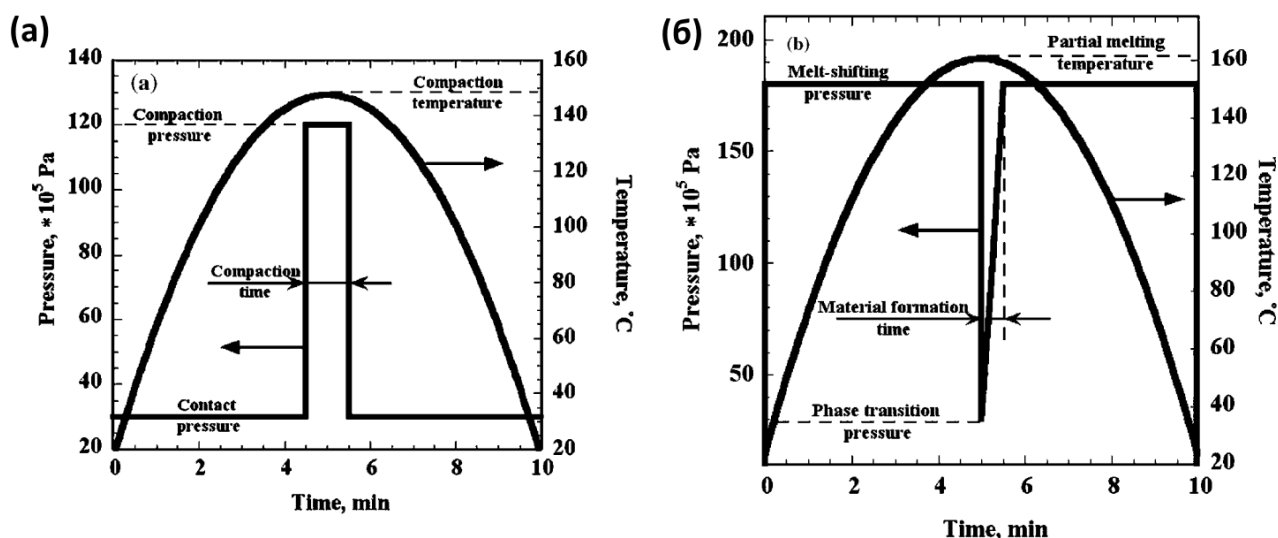 (а)
140
120
100
80
60
40
20
Pressure, *10⁵ Pa
(a)
Compaction
temperature
Compaction
pressure
Compaction
time
Contact
pressure
160
140
120
100
80
60
40
20
Temperature, °C
0 2 4 6 8 10
Time, min
(б)
200
150
100
50
Pressure, *10⁵ Pa
(b)
Partial melting
temperature
Melt-shifting
pressure
Material formation
time
Phase transition
pressure
160
140
120
100
80
60
40
20
Temperature, °C
0 2 4 6 8 10
Time, min